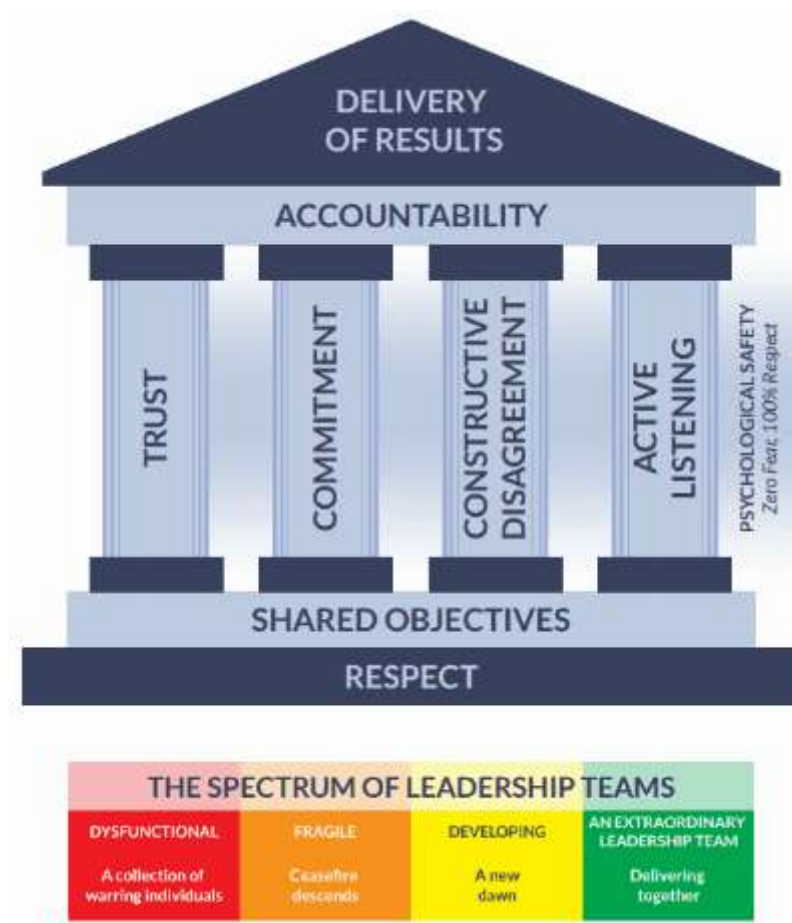 DELIVERY
OF RESULTS
ACCOUNTABILITY
TRUST
COMMITMENT
CONSTRUCTIVE
DISAGREEMENT
ACTIVE
LISTENING
PSYCHOLOGICAL SAFETY
Zero Fear, 100% Respect
SHARED OBJECTIVES
RESPECT
THE SPECTRUM OF LEADERSHIP TEAMS
DYSFUNCTIONAL
A collection of
warring individuals
FRAGILE
Ceasefire
descends
DEVELOPING
A new
dawn
AN EXTRAORDINARY
LEADERSHIP TEAM
Delivering
together